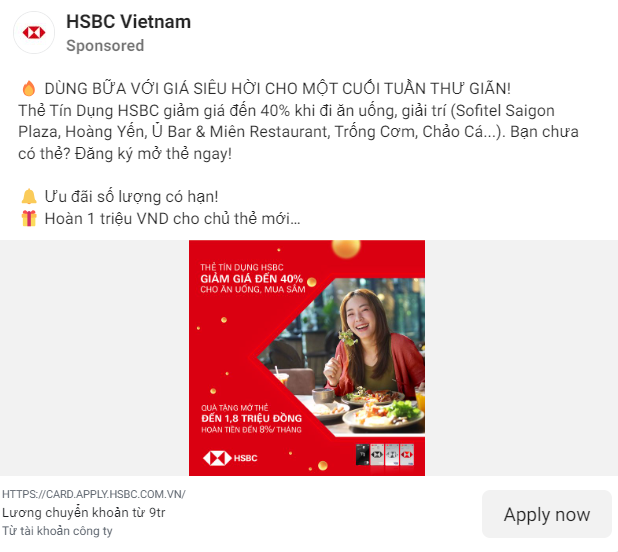 HSBC Vietnam
Sponsored
🔥 DÙNG BỮA VỚI GIÁ SIÊU HỜI CHO MỘT CUỐI TUẦN THƯ GIÃN!
Thẻ Tín Dụng HSBC giảm giá đến 40% khi đi ăn uống, giải trí (Sofitel Saigon
Plaza, Hoàng Yến, Ủ Bar & Miên Restaurant, Trống Cơm, Chảo Cá...). Bạn chưa
có thẻ? Đăng ký mở thẻ ngay!
🔔 Ưu đãi số lượng có hạn!
🎁 Hoàn 1 triệu VND cho chủ thẻ mới...
THẺ TÍN DỤNG HSBC
GIẢM GIÁ ĐẾN 40%
CHO ĂN UỐNG, MUA SẮM
QUÀ TẶNG MỞ THẺ
ĐẾN 1,8 TRIỆU ĐỒNG
HOÀN TIỀN ĐẾN 8%/ THÁNG
HSBC
HTTPS://CARD.APPLY.HSBC.COM.VN/
Lương chuyển khoản từ 9tr
Từ tài khoản công ty
Apply now